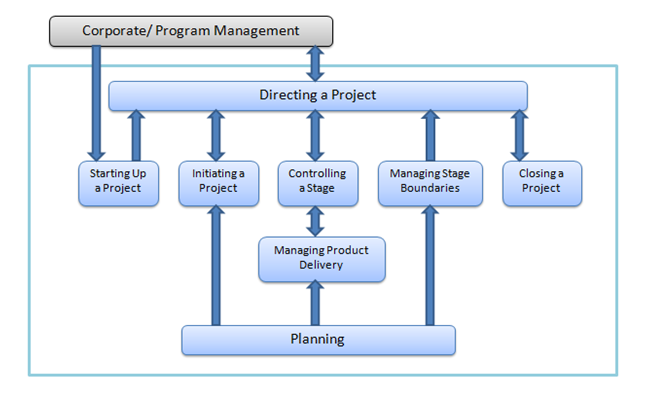 Corporate/ Program Management
Directing a Project
Starting Up
a Project
Initiating a
Project
Controlling
a Stage
Managing Stage
Boundaries
Closing a
Project
Managing Product
Delivery
Planning